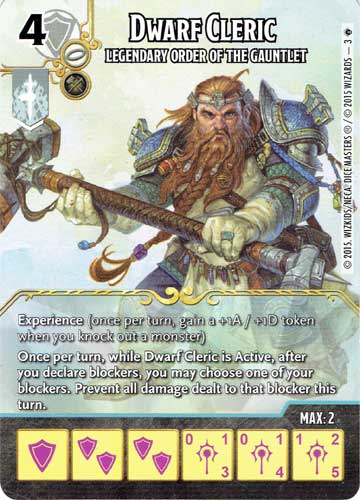 4
Dwarf Cleric
Legendary Order of the Gauntlet
© 2015. WIZKIDS/NECA. DICE MASTERS ® / © 2015 WIZARDS — 3
Experience (once per turn, gain a +1A / +1D token
when you knock out a monster)
Once per turn, while Dwarf Cleric is Active, after
you declare blockers, you may choose one of your
blockers. Prevent all damage dealt to that blocker this
turn.
MAX: 2
0 1 3
0 1 4
1 2 5